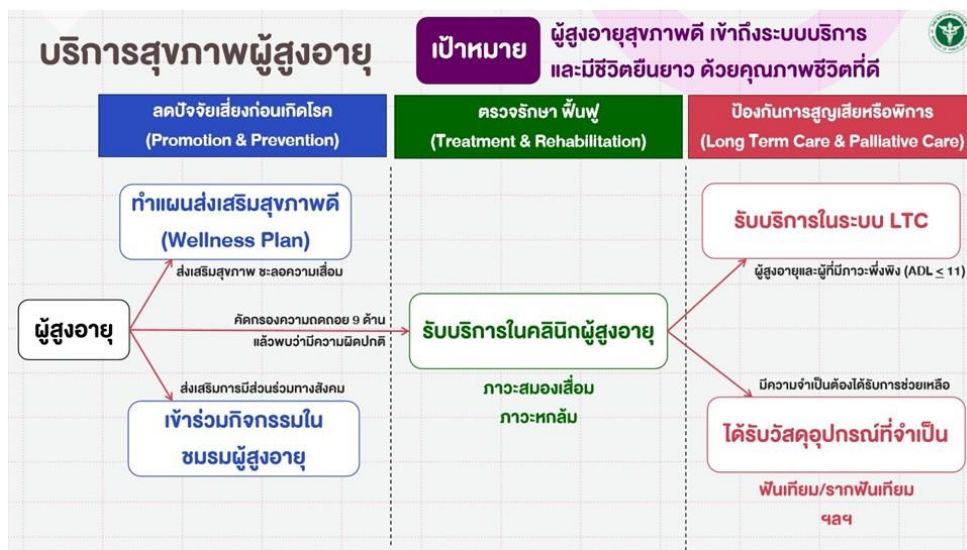 บริการสุขภาพผู้สูงอายุ
เป้าหมาย
ผู้สูงอายุสุขภาพดี เข้าถึงระบบบริการ
และมีชีวิตยืนยาว ด้วยคุณภาพชีวิตที่ดี
ลดปัจจัยเสี่ยงก่อนเกิดโรค
(Promotion & Prevention)
ตรวจรักษา ฟื้นฟู
(Treatment & Rehabilitation)
ป้องกันการสูญเสียหรือพิการ
(Long Term Care & Palliative Care)
ทำแผนส่งเสริมสุขภาพดี
(Wellness Plan)
ส่งเสริมสุขภาพ ชะลอความเสื่อม
ผู้สูงอายุ
คัดกรองความถดถอย 9 ด้าน
แล้วพบว่ามีความผิดปกติ
ส่งเสริมการมีส่วนร่วมทางสังคม
เข้าร่วมกิจกรรมใน
ชมรมผู้สูงอายุ
รับบริการในคลินิกผู้สูงอายุ
ภาวะสมองเสื่อม
ภาวะหกล้ม
รับบริการในระบบ LTC
ผู้สูงอายุและผู้ที่มีภาวะพึ่งพิง (ADL ≤ 11)
มีความจำเป็นต้องได้รับการช่วยเหลือ
ได้รับวัสดุอุปกรณ์ที่จำเป็น
ฟันเทียม/รากฟันเทียม
ฯลฯ